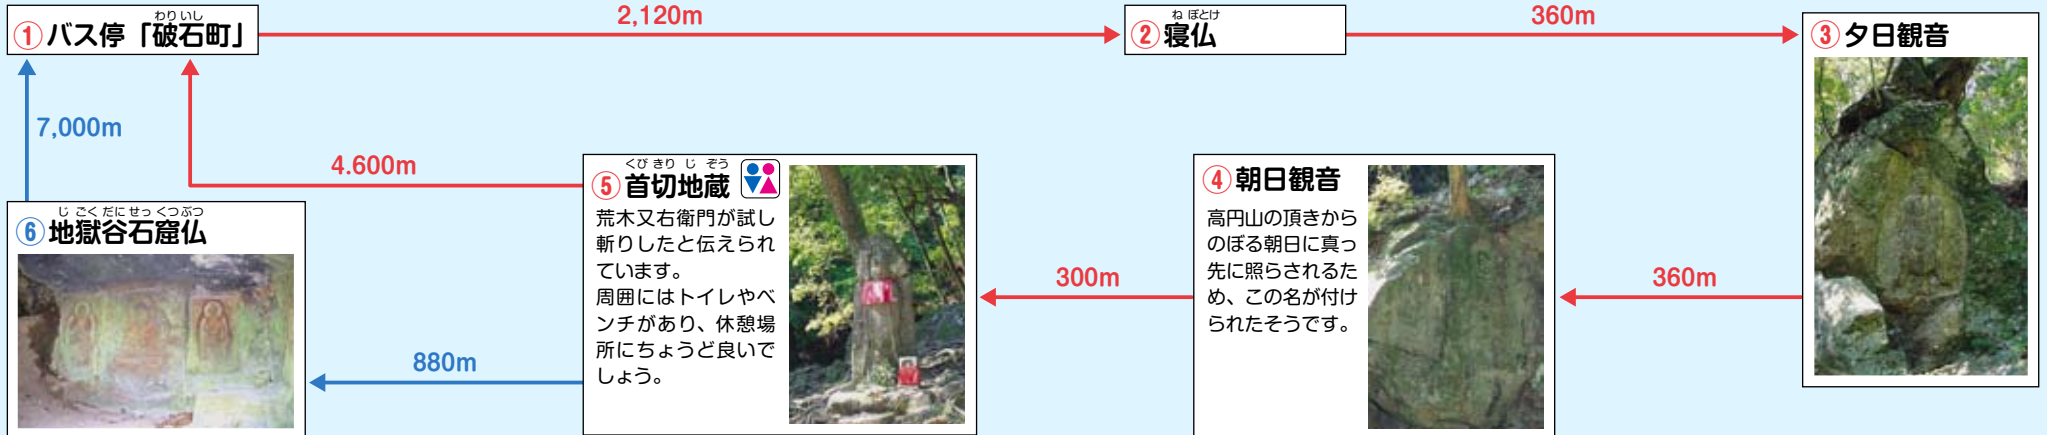 わりいし
① バス停「破石町」
2,120m
ねぼとけ
② 寝仏
360m
③ 夕日観音
360m
④ 朝日観音
高円山の頂きから
のぼる朝日に真っ
先に照らされるた
め、この名が付け
られたそうです。
300m
くびきりじぞう
⑤ 首切地蔵
荒木又右衛門が試し
斬りしたと伝えられ
ています。
周囲にはトイレやベ
ンチがあり、休憩場
所にちょうど良いで
しょう。
4.600m
880m
じごくだにせっくつぶつ
⑥ 地獄谷石窟仏
7,000m